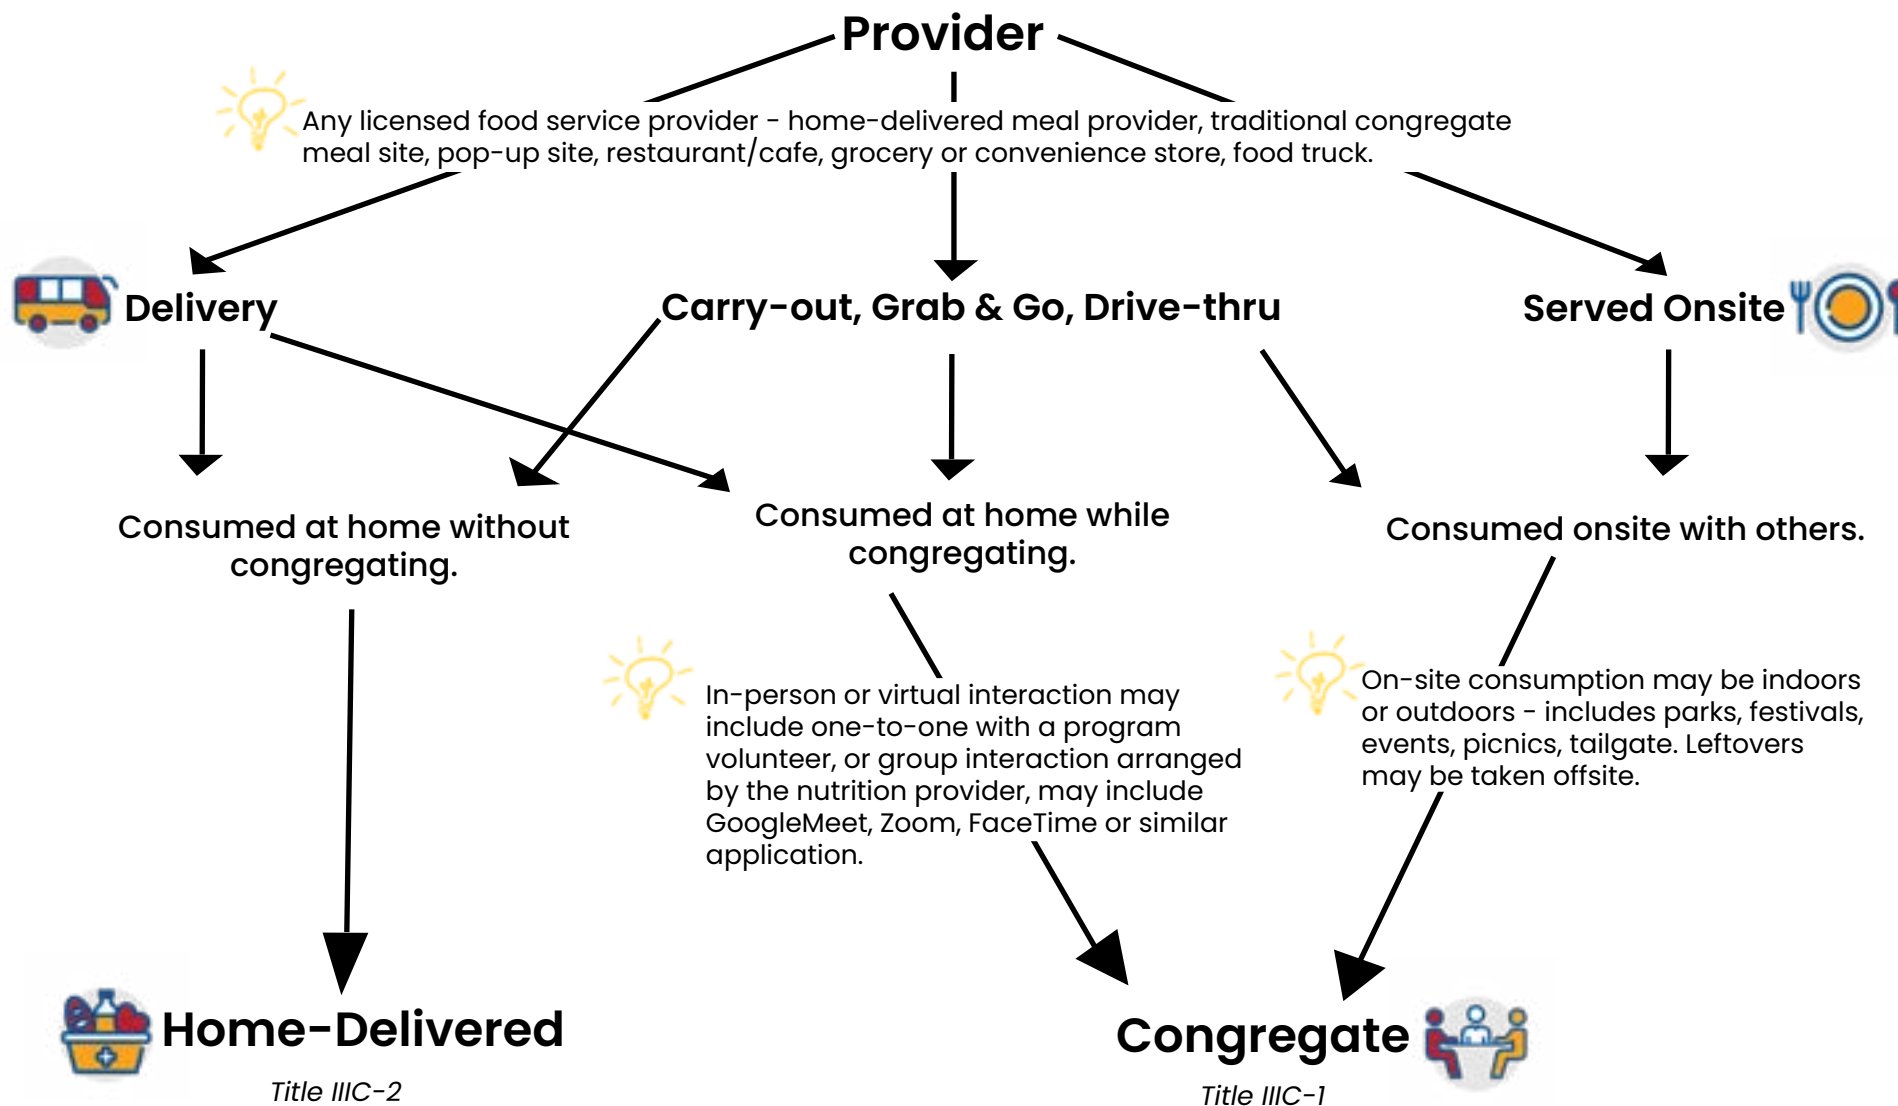 Provider
Any licensed food service provider - home-delivered meal provider, traditional congregate
meal site, pop-up site, restaurant/cafe, grocery or convenience store, food truck.
Delivery
Carry-out, Grab & Go, Drive-thru
Served Onsite
Consumed at home without
congregating.
Consumed at home while
congregating.
Consumed onsite with others.
In-person or virtual interaction may
include one-to-one with a program
volunteer, or group interaction arranged
by the nutrition provider, may include
GoogleMeet, Zoom, FaceTime or similar
application.
On-site consumption may be indoors
or outdoors - includes parks, festivals,
events, picnics, tailgate. Leftovers
may be taken offsite.
Home-Delivered
Title IIIC-2
Congregate
Title IIIC-1